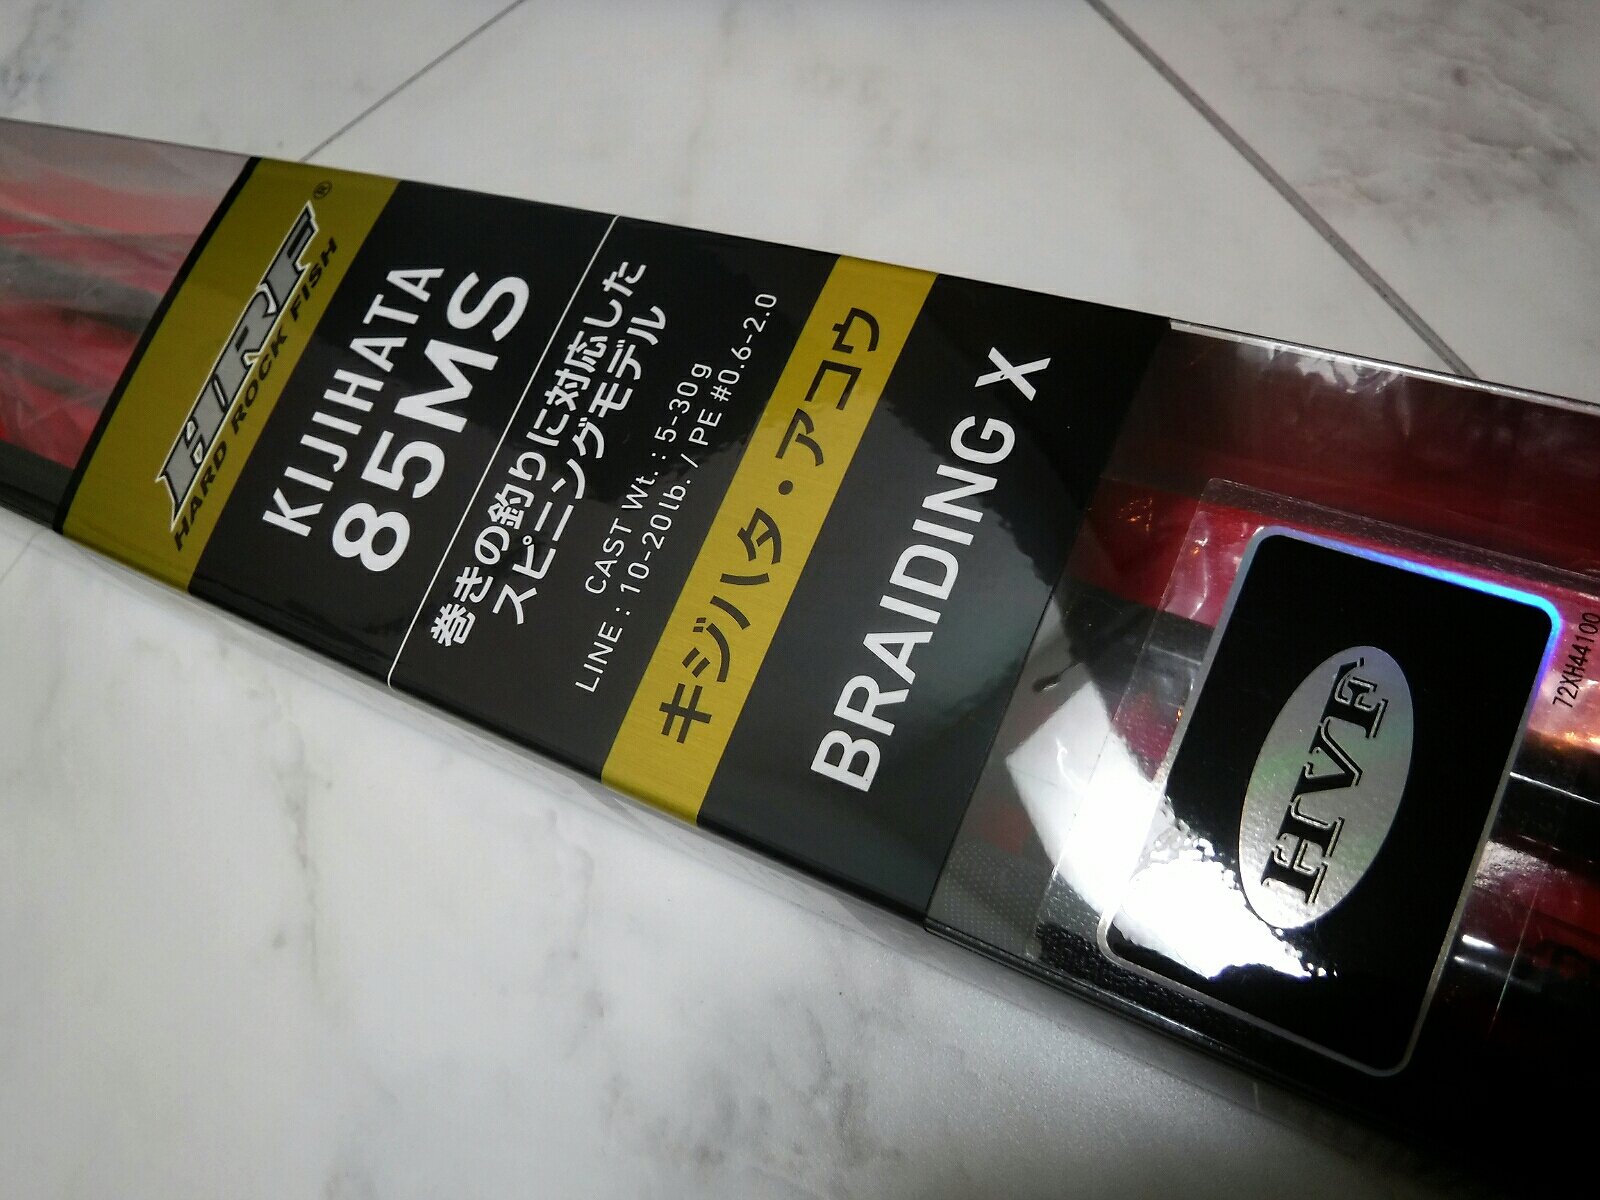 HRF®
HARD ROCK FISH
KIJIHATA
85MS
巻きの釣りに対応した
スピニングモデル
CAST Wt. : 5-30g
LINE : 10-20lb. / PE #0.6-2.0
キジハタ・アコウ
BRAIDING X
HVF
72XH44100